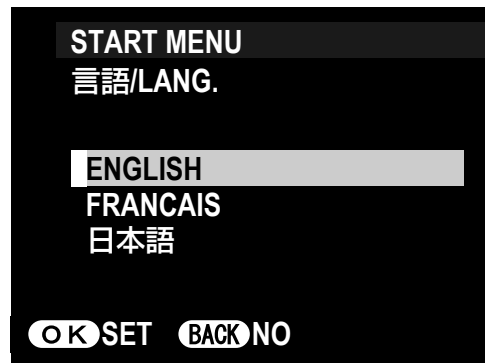 START MENU
言語/LANG.
ENGLISH
FRANCAIS
日本語
OK SET BACK NO